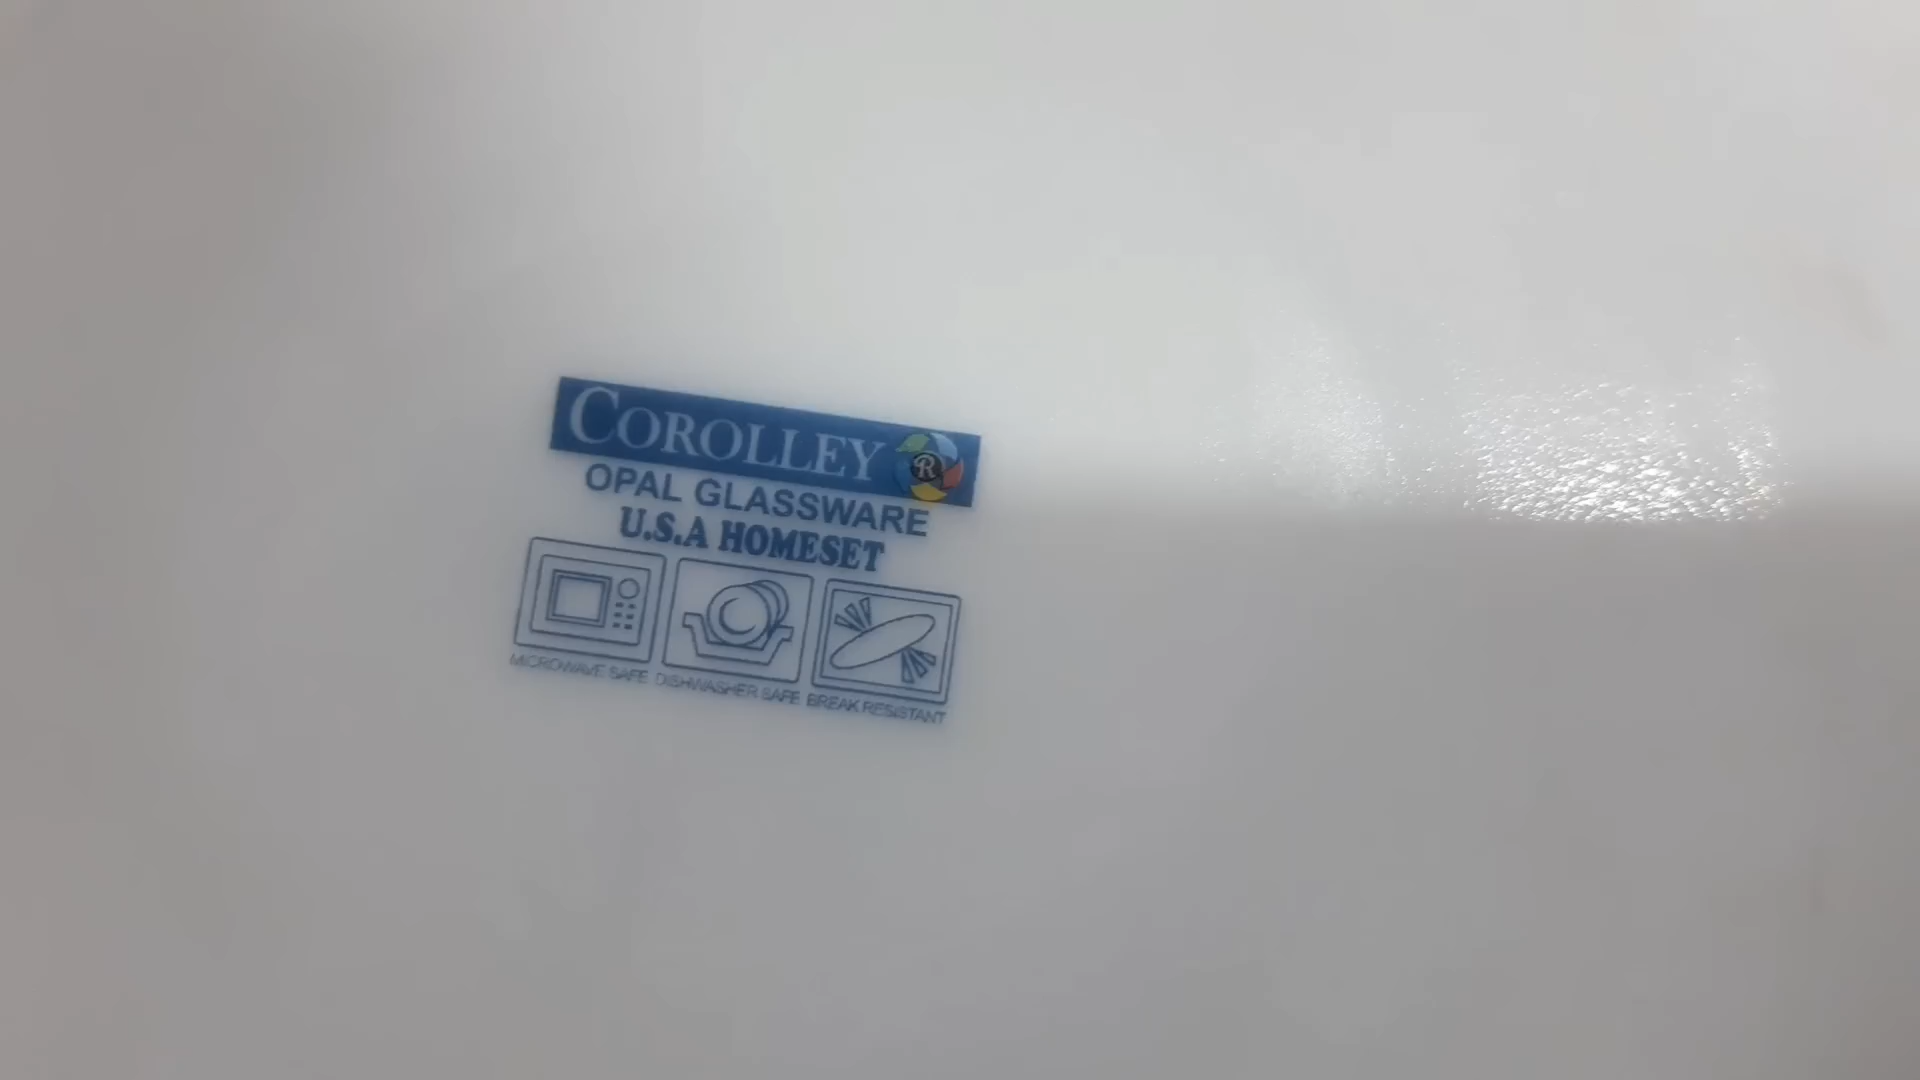 COROLLEY R
OPAL GLASSWARE
U.S.A HOMESET
MICROWAVE SAFE DISHWASHER SAFE BREAK RESISTANT